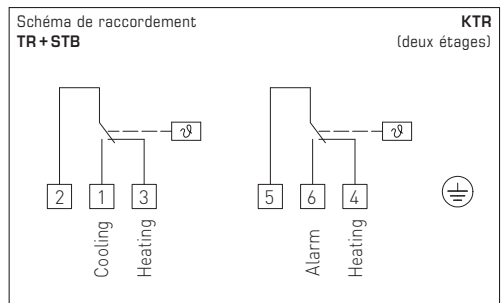 Schéma de raccordement
TR+STB
KTR
(deux étages)
ϑ
ϑ
2
1
3
5
6
4
Cooling
Heating
Alarm
Heating